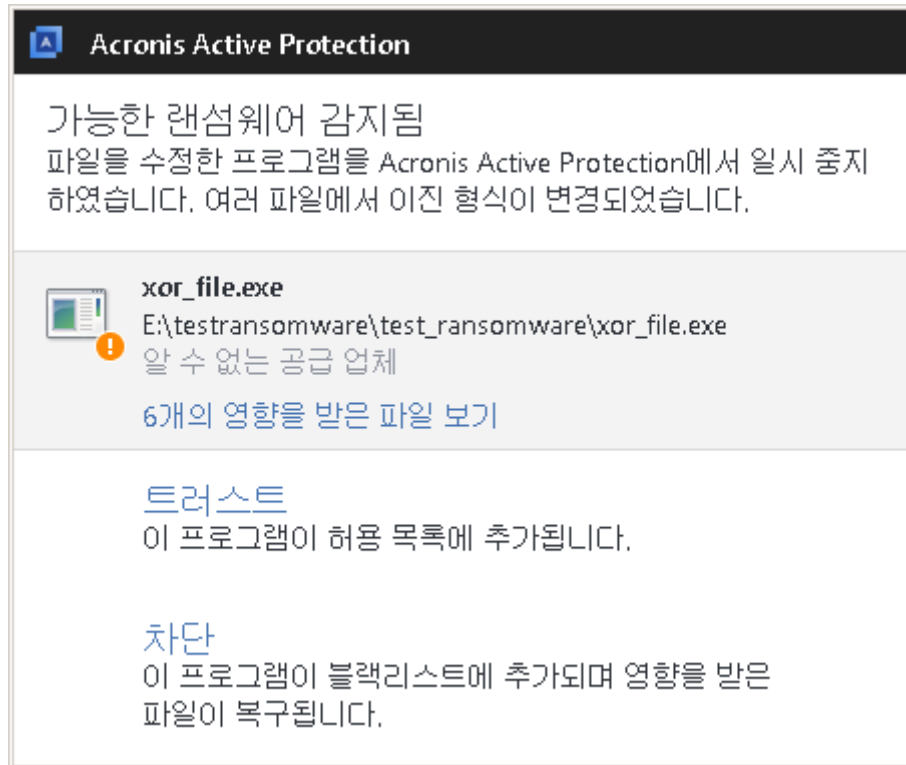 Acronis Active Protection
가능한 랜섬웨어 감지됨
파일을 수정한 프로그램을 Acronis Active Protection에서 일시 중지
하였습니다. 여러 파일에서 이진 형식이 변경되었습니다.
xor_file.exe
E:\testransomware\test_ransomware\xor_file.exe
알 수 없는 공급 업체
6개의 영향을 받은 파일 보기
트러스트
이 프로그램이 허용 목록에 추가됩니다.
차단
이 프로그램이 블랙리스트에 추가되며 영향을 받은
파일이 복구됩니다.